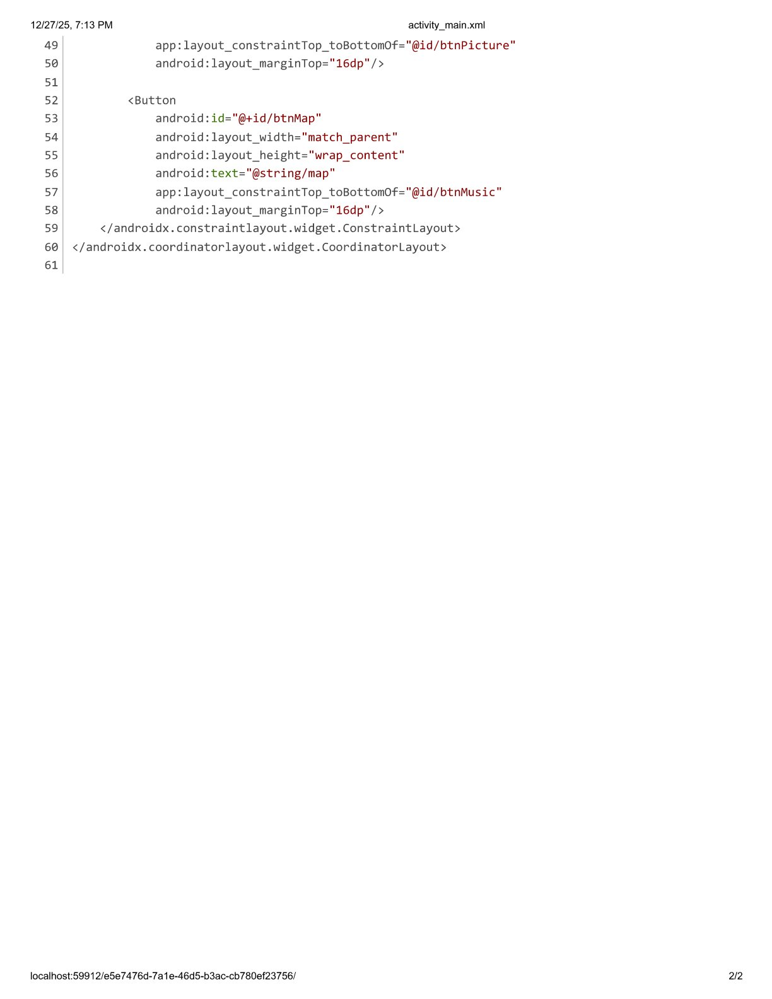 12/27/25, 7:13 PM activity_main.xml
49 app:layout_constraintTop_toBottomOf="@id/btnPicture"
50 android:layout_marginTop="16dp"/>
51
52 <Button
53 android:id="@+id/btnMap"
54 android:layout_width="match_parent"
55 android:layout_height="wrap_content"
56 android:text="@string/map"
57 app:layout_constraintTop_toBottomOf="@id/btnMusic"
58 android:layout_marginTop="16dp"/>
59 </androidx.constraintlayout.widget.ConstraintLayout>
60 </androidx.coordinatorlayout.widget.CoordinatorLayout>
61
localhost:59912/e5e7476d-7a1e-46d5-b3ac-cb780ef23756/ 2/2